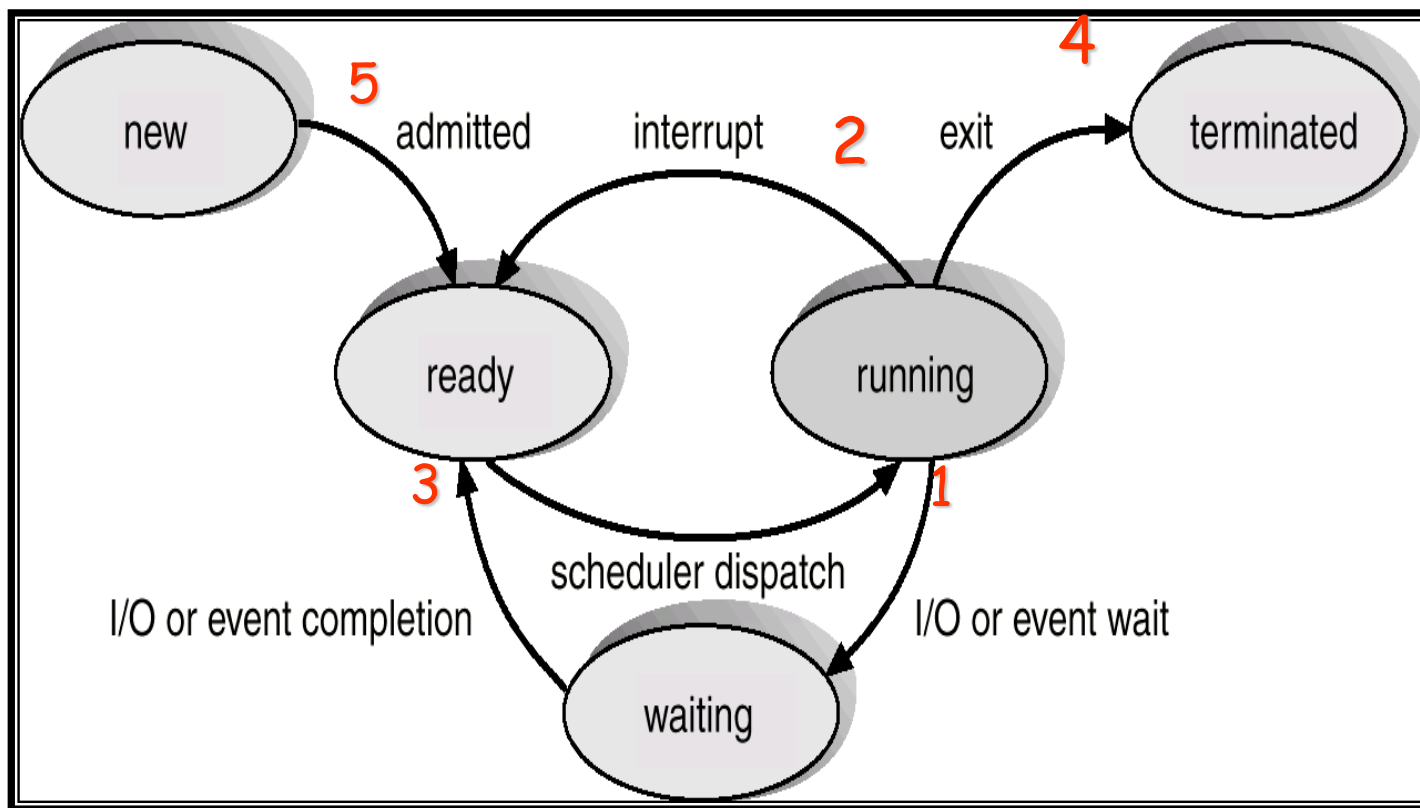 4
5
new
admitted
interrupt
2
exit
terminated
ready
running
3
1
scheduler dispatch
I/O or event completion
I/O or event wait
waiting